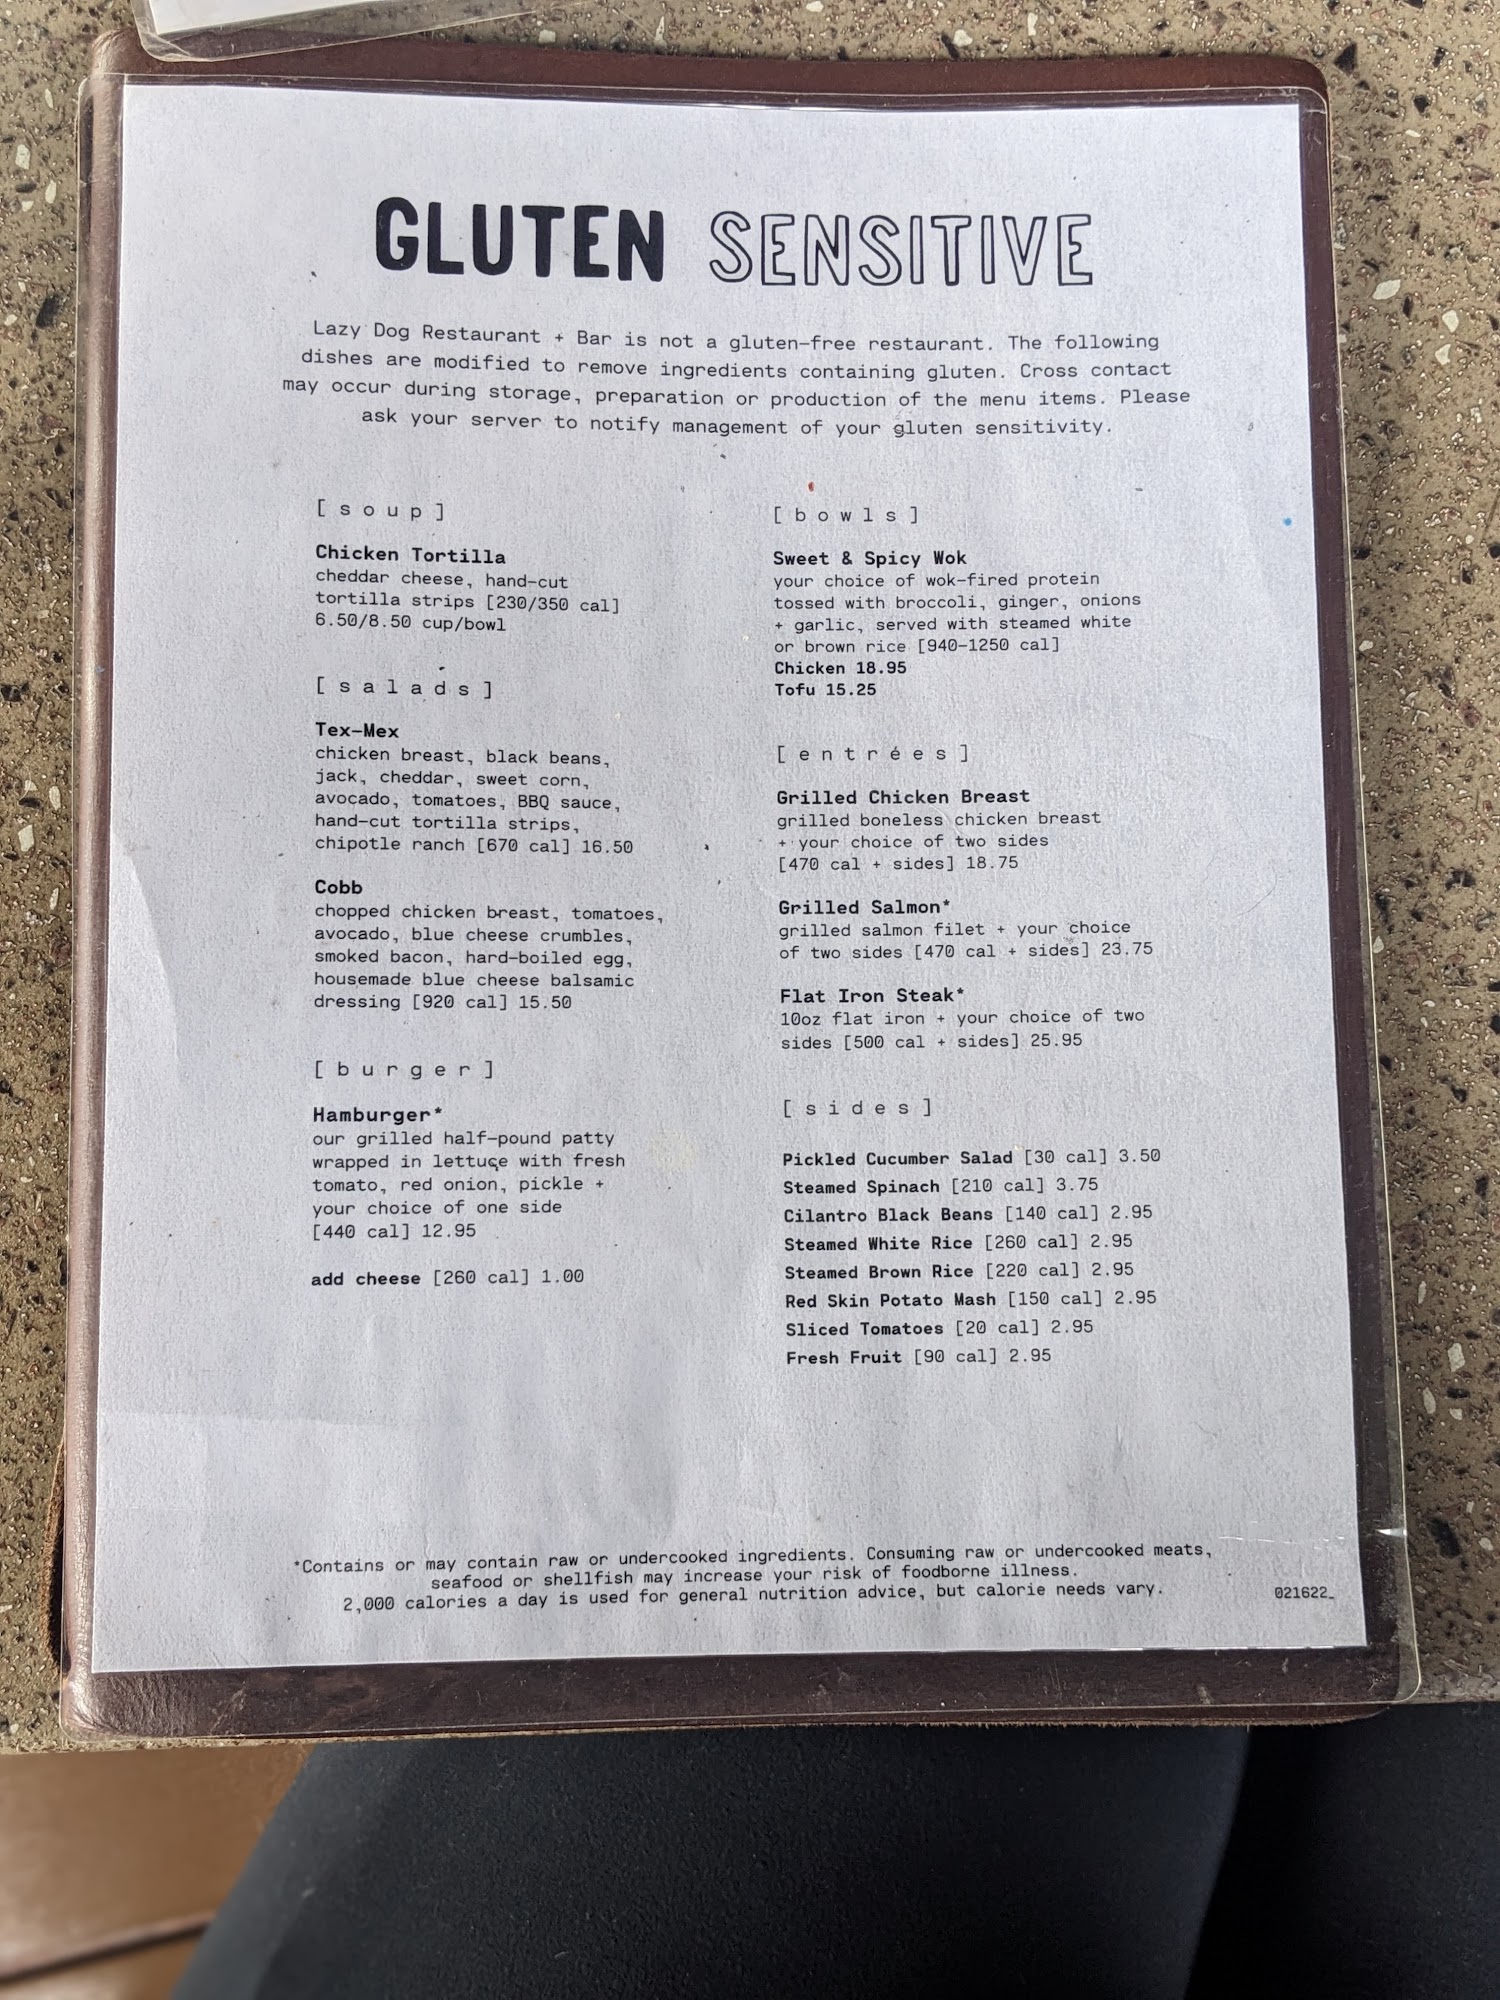 GLUTEN SENSITIVE
Lazy Dog Restaurant + Bar is not a gluten-free restaurant. The following
dishes are modified to remove ingredients containing gluten. Cross contact
may occur during storage, preparation or production of the menu items. Please
ask your server to notify management of your gluten sensitivity.
[ soup ]
Chicken Tortilla
cheddar cheese, hand-cut
tortilla strips [230/350 cal]
6.50/8.50 cup/bowl
[ salads ]
Tex-Mex
chicken breast, black beans,
jack, cheddar, sweet corn,
avocado, tomatoes, BBQ sauce,
hand-cut tortilla strips,
chipotle ranch [670 cal] 16.50
Cobb
chopped chicken breast, tomatoes,
avocado, blue cheese crumbles,
smoked bacon, hard-boiled egg,
housemade blue cheese balsamic
dressing [920 cal] 15.50
[ burger ]
Hamburger*
our grilled half-pound patty
wrapped in lettuce with fresh
tomato, red onion, pickle +
your choice of one side
[440 cal] 12.95
add cheese [260 cal] 1.00
[ bowls ]
Sweet & Spicy Wok
your choice of wok-fired protein
tossed with broccoli, ginger, onions
+ garlic, served with steamed white
or brown rice [940-1250 cal]
Chicken 18.95
Tofu 15.25
[ entrées ]
Grilled Chicken Breast
grilled boneless chicken breast
+ your choice of two sides
[470 cal + sides] 18.75
Grilled Salmon*
grilled salmon filet + your choice
of two sides [470 cal + sides] 23.75
Flat Iron Steak*
10oz flat iron + your choice of two
sides [500 cal + sides] 25.95
[ sides ]
Pickled Cucumber Salad [30 cal] 3.50
Steamed Spinach [210 cal] 3.75
Cilantro Black Beans [140 cal] 2.95
Steamed White Rice [260 cal] 2.95
Steamed Brown Rice [220 cal] 2.95
Red Skin Potato Mash [150 cal] 2.95
Sliced Tomatoes [20 cal] 2.95
Fresh Fruit [90 cal] 2.95
*Contains or may contain raw or undercooked ingredients. Consuming raw or undercooked meats,
seafood or shellfish may increase your risk of foodborne illness.
2,000 calories a day is used for general nutrition advice, but calorie needs vary.
021622_